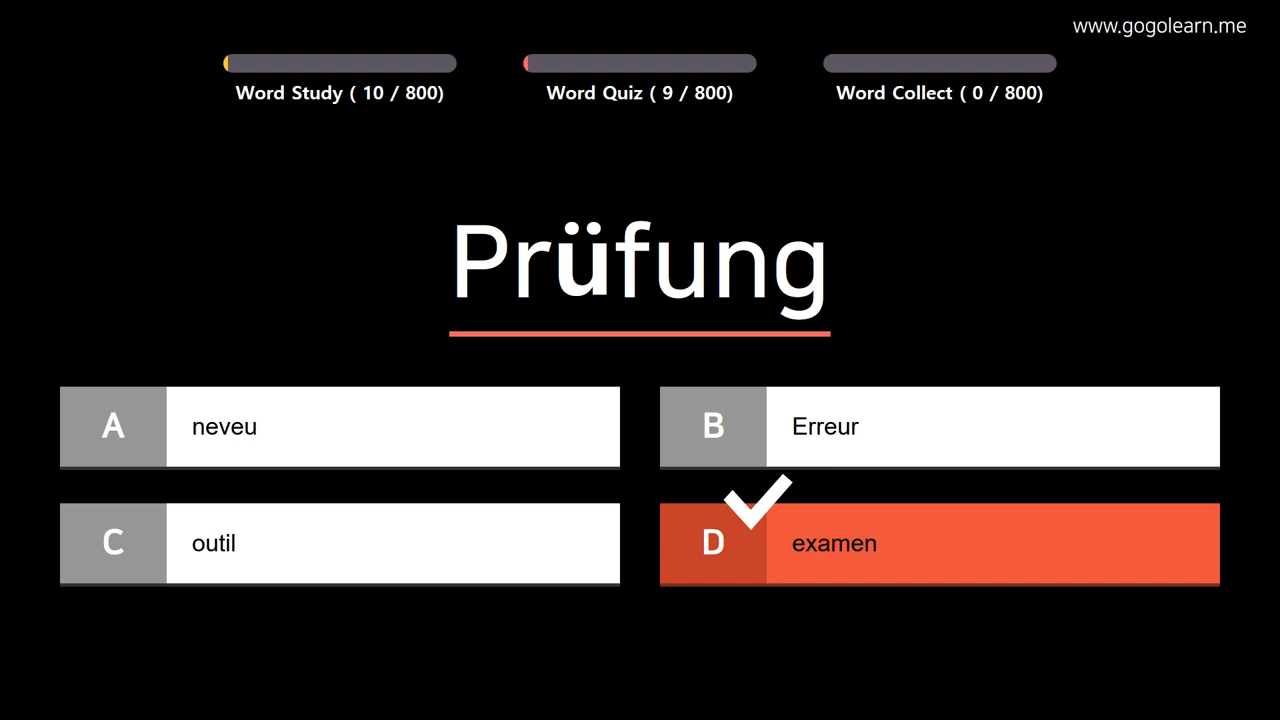 www.gogolearn.me
Word Study ( 10 / 800)
Word Quiz ( 9 / 800)
Word Collect ( 0 / 800)
Prüfung
A neveu
B Erreur
C outil
D examen